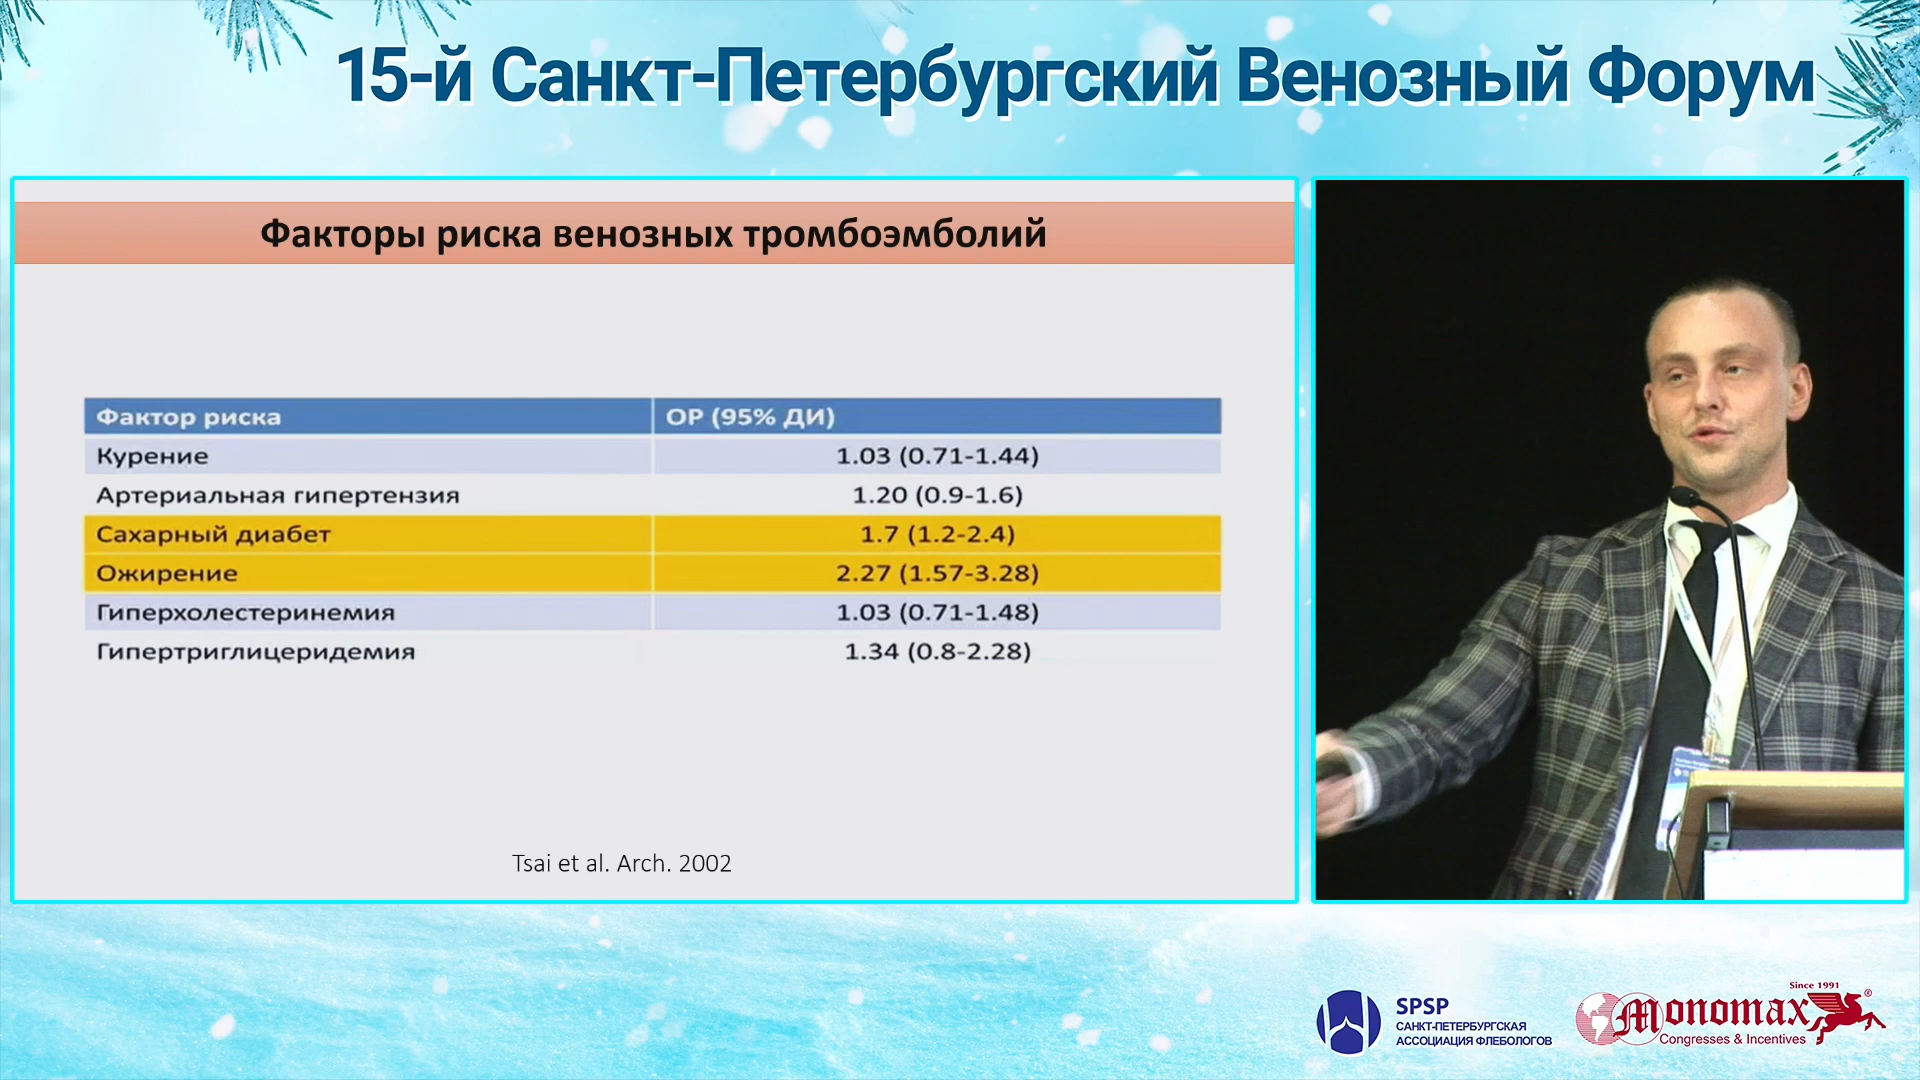 15-й Санкт-Петербургский Венозный Форум
Факторы риска венозных тромбоэмболий
Фактор риска ОР (95% ДИ)
Курение 1.03 (0.71-1.44)
Артериальная гипертензия 1.20 (0.9-1.6)
Сахарный диабет 1.7 (1.2-2.4)
Ожирение 2.27 (1.57-3.28)
Гиперхолестеринемия 1.03 (0.71-1.48)
Гипертриглицеридемия 1.34 (0.8-2.28)
Tsai et al. Arch. 2002
SPSP
САНКТ-ПЕТЕРБУРГСКАЯ
АССОЦИАЦИЯ ФЛЕБОЛОГОВ
Since 1991
Monomax®
Congresses & Incentives